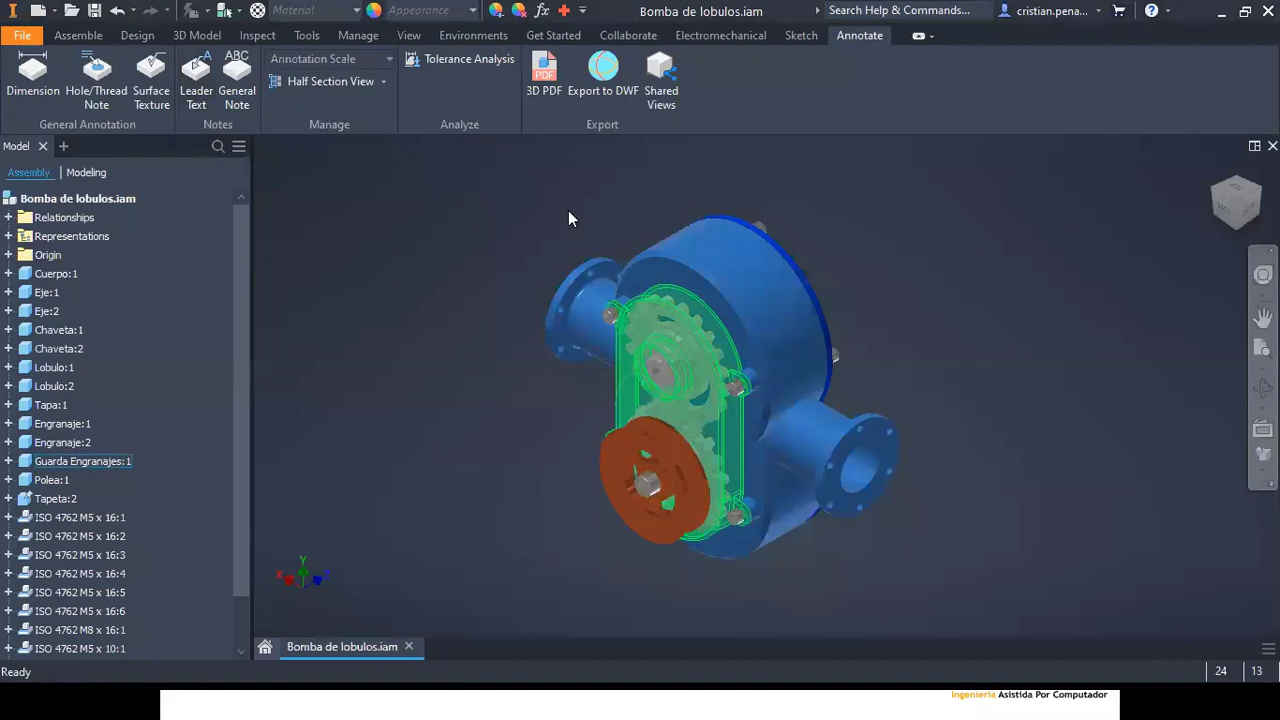 Material
Appearance
Bomba de lobulos.iam
Search Help & Commands...
cristian.pena...
File
Assemble
Design
3D Model
Inspect
Tools
Manage
View
Environments
Get Started
Collaborate
Electromechanical
Sketch
Annotate
Dimension
Hole/Thread
Note
Surface
Texture
General Annotation
Leader
Text
ABC
General
Note
Notes
Annotation Scale
Half Section View
Manage
Tolerance Analysis
Analyze
PDF
3D PDF
Export to DWF
Shared
Views
Export
Model
Assembly
Modeling
Bomba de lobulos.iam
Relationships
Representations
Origin
Cuerpo:1
Eje:1
Eje:2
Chaveta:1
Chaveta:2
Lobulo:1
Lobulo:2
Tapa:1
Engranaje:1
Engranaje:2
Guarda Engranajes:1
Polea:1
Tapeta:2
ISO 4762 M5 x 16:1
ISO 4762 M5 x 16:2
ISO 4762 M5 x 16:3
ISO 4762 M5 x 16:4
ISO 4762 M5 x 16:5
ISO 4762 M5 x 16:6
ISO 4762 M8 x 16:1
ISO 4762 M5 x 10:1
Y
X
Bomba de lobulos.iam
Ready
24
13
Ingeniería Asistida Por Computador